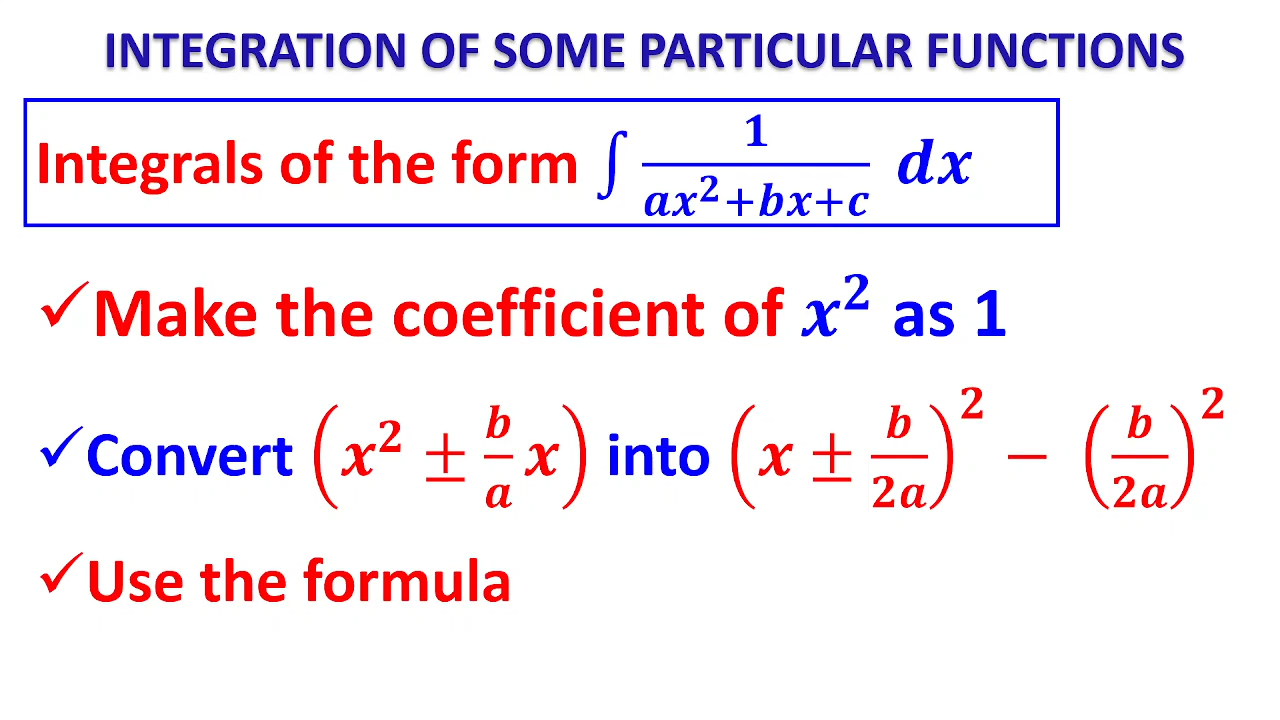 INTEGRATION OF SOME PARTICULAR FUNCTIONS
Integrals of the form ∫ 1/(ax²+bx+c) dx
✓Make the coefficient of x² as 1
✓Convert (x² ± b/a x) into (x ± b/2a)² − (b/2a)²
✓Use the formula